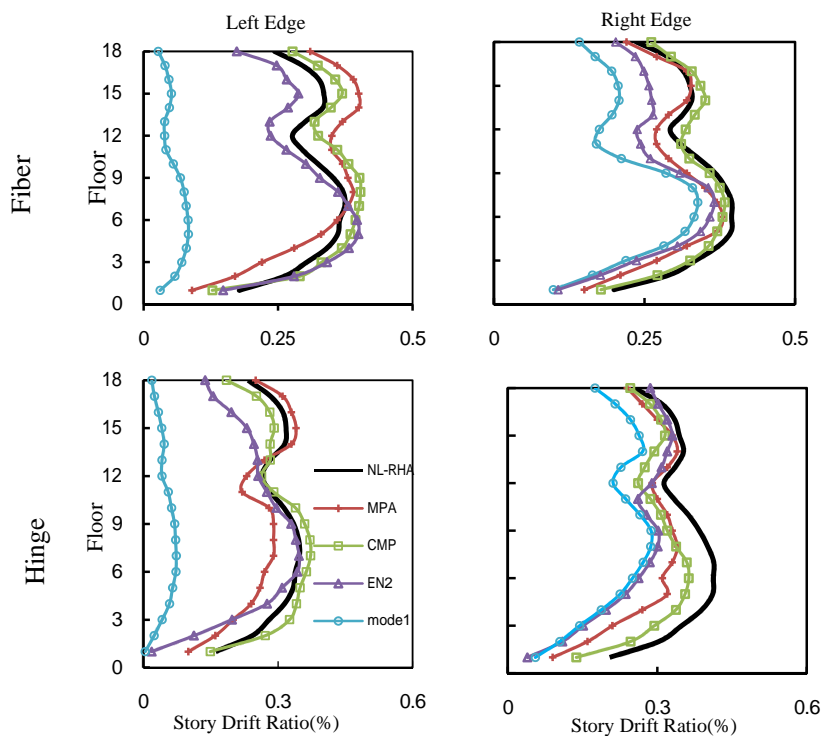 Left Edge
Right Edge
Fiber
Floor
18
15
12
9
6
3
0
0
0.25
0.5
0
0.25
0.5
Hinge
Floor
18
15
12
9
6
3
0
NL-RHA
MPA
CMP
EN2
mode1
0
0.3
0.6
0
0.3
0.6
Story Drift Ratio(%)
Story Drift Ratio(%)